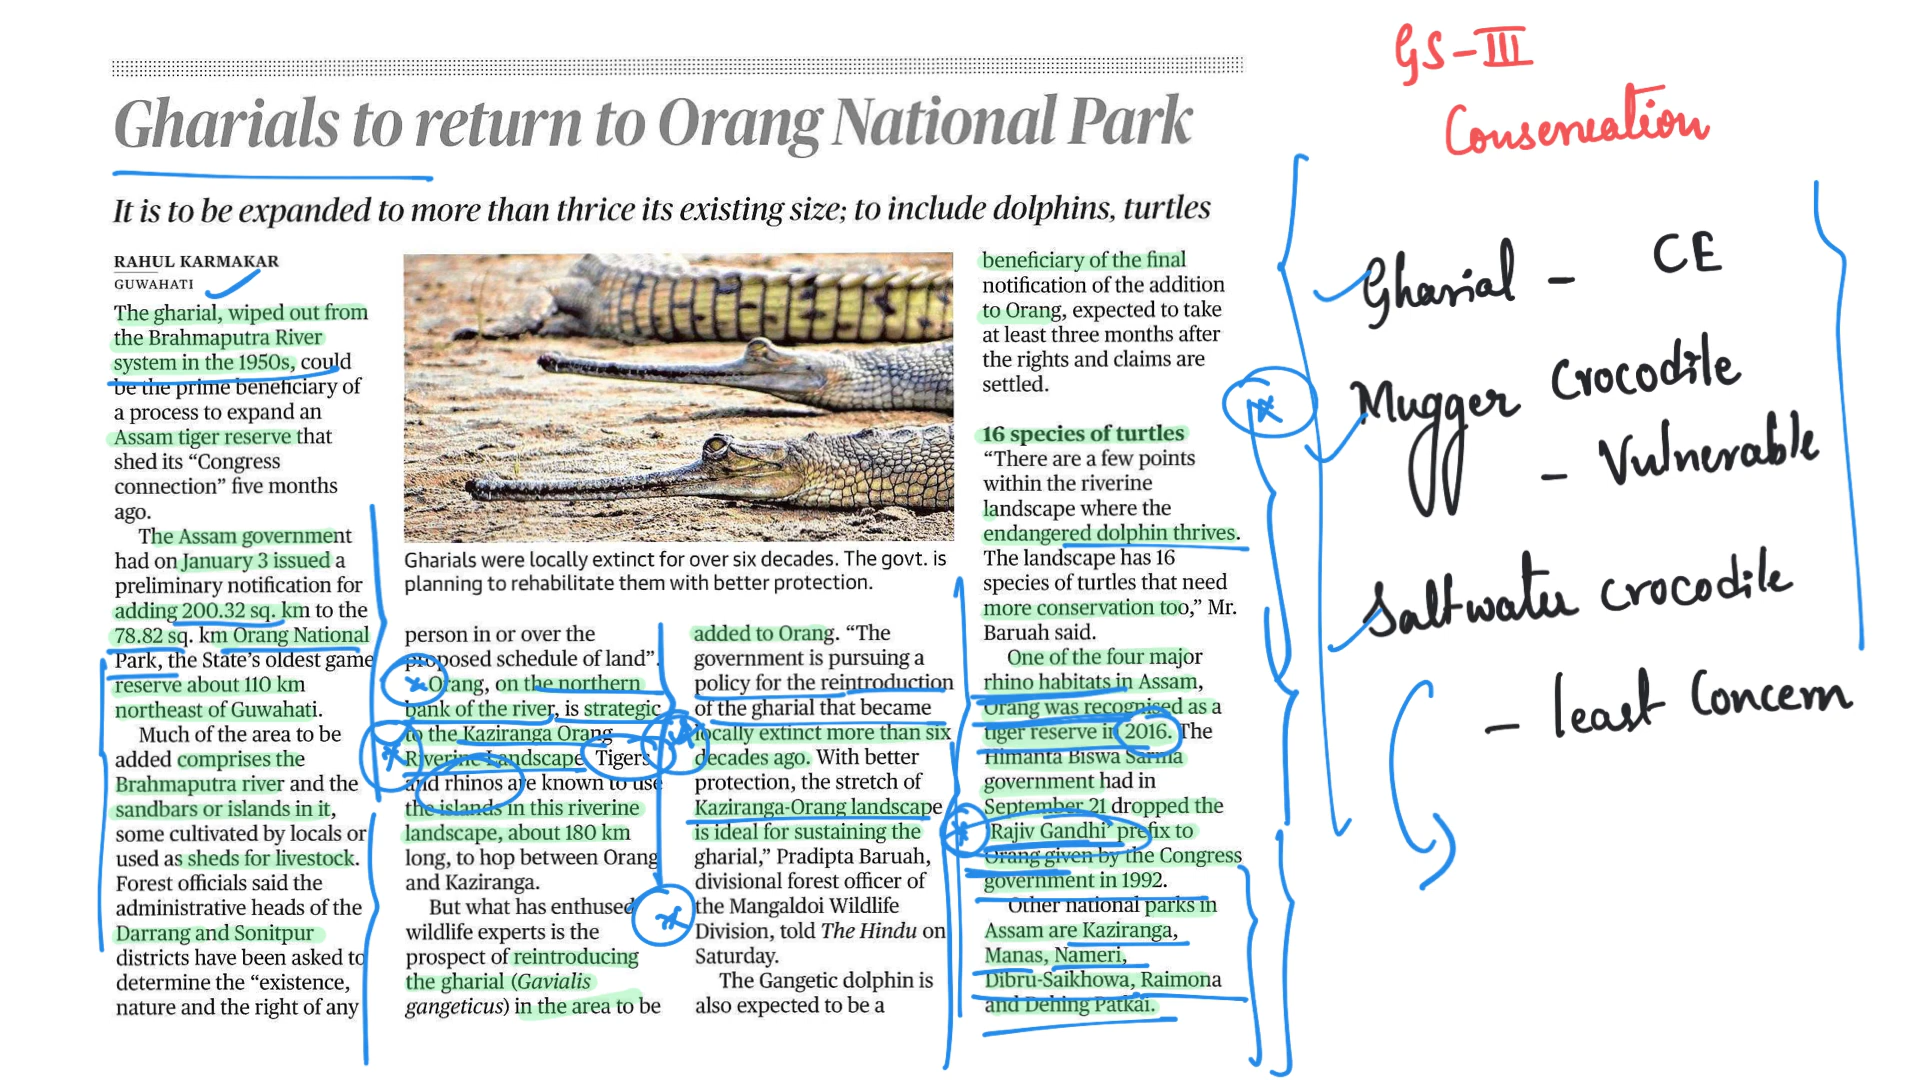 Gharials to return to Orang National Park
It is to be expanded to more than thrice its existing size; to include dolphins, turtles
RAHUL KARMAKAR
GUWAHATI
The gharial, wiped out from
the Brahmaputra River
system in the 1950s, could
be the prime beneficiary of
a process to expand an
Assam tiger reserve that
shed its “Congress
connection” five months
ago.
The Assam government
had on January 3 issued a
preliminary notification for
adding 200.32 sq. km to the
78.82 sq. km Orang National
Park, the State’s oldest game
reserve about 110 km
northeast of Guwahati.
Much of the area to be
added comprises the
Brahmaputra river and the
sandbars or islands in it,
some cultivated by locals or
used as sheds for livestock.
Forest officials said the
administrative heads of the
Darrang and Sonitpur
districts have been asked to
determine the “existence,
nature and the right of any
Gharials were locally extinct for over six decades. The govt. is
planning to rehabilitate them with better protection.
person in or over the
proposed schedule of land”.
Orang, on the northern
bank of the river, is strategic
to the Kaziranga Orang
Riverine Landscape. Tigers
and rhinos are known to use
the islands in this riverine
landscape, about 180 km
long, to hop between Orang
and Kaziranga.
But what has enthused
wildlife experts is the
prospect of reintroducing
the gharial (Gavialis
gangeticus) in the area to be
added to Orang. “The
government is pursuing a
policy for the reintroduction
of the gharial that became
locally extinct more than six
decades ago. With better
protection, the stretch of
Kaziranga-Orang landscape
is ideal for sustaining the
gharial,” Pradipta Baruah,
divisional forest officer of
the Mangaldoi Wildlife
Division, told The Hindu on
Saturday.
The Gangetic dolphin is
also expected to be a
beneficiary of the final
notification of the addition
to Orang, expected to take
at least three months after
the rights and claims are
settled.
16 species of turtles
“There are a few points
within the riverine
landscape where the
endangered dolphin thrives.
The landscape has 16
species of turtles that need
more conservation too,” Mr.
Baruah said.
One of the four major
rhino habitats in Assam,
Orang was recognised as a
tiger reserve in 2016. The
Himanta Biswa Sarma
government had in
September 21 dropped the
‘Rajiv Gandhi’ prefix to
Orang given by the Congress
government in 1992.
Other national parks in
Assam are Kaziranga,
Manas, Nameri,
Dibru-Saikhowa, Raimona
and Dehing Patkai.
GS-III
Conservation
Gharial - CE
Mugger Crocodile
- Vulnerable
Saltwater crocodile
- least Concern